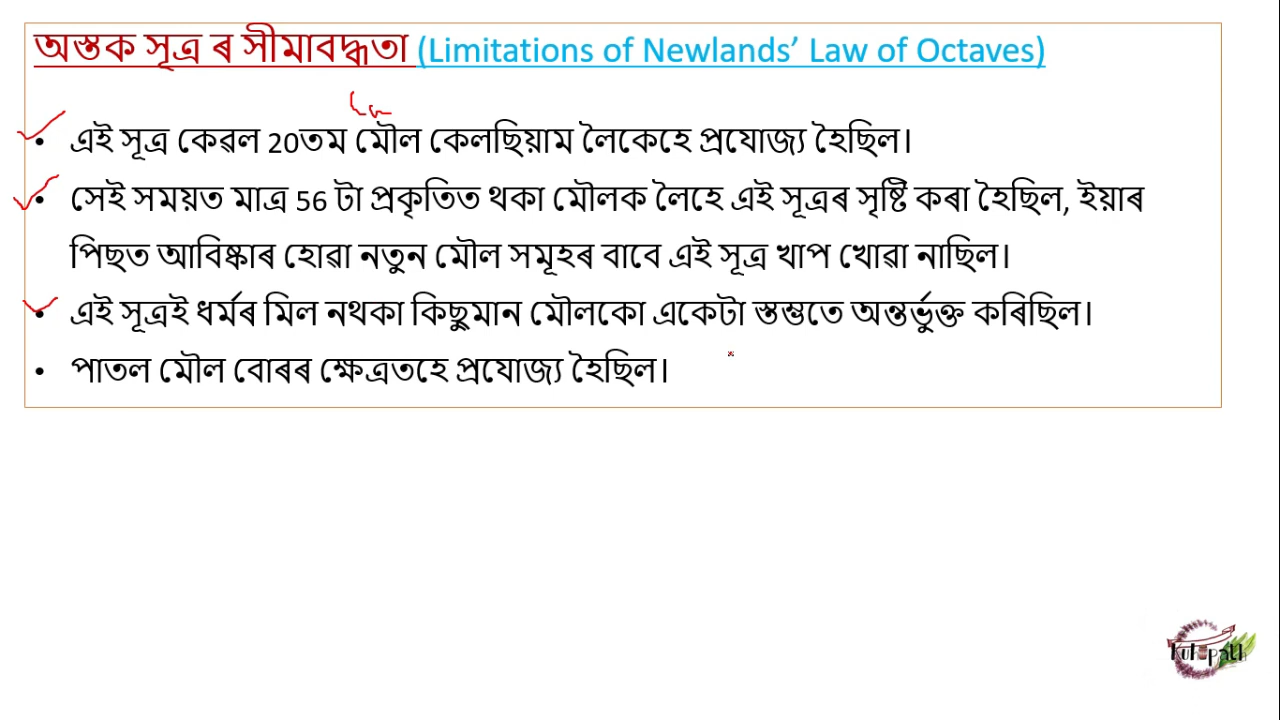 অস্তক সূত্ৰ ৰ সীমাবদ্ধতা (Limitations of Newlands’ Law of Octaves)
• এই সূত্ৰ কেৱল 20তম মৌল কেলছিয়াম লৈকেহে প্ৰযোজ্য হৈছিল।
• সেই সময়ত মাত্ৰ 56 টা প্ৰকৃতিত থকা মৌলক লৈহে এই সূত্ৰৰ সৃষ্টি কৰা হৈছিল, ইয়াৰ
পিছত আবিষ্কাৰ হোৱা নতুন মৌল সমূহৰ বাবে এই সূত্ৰ খাপ খোৱা নাছিল।
• এই সূত্ৰই ধৰ্মৰ মিল নথকা কিছুমান মৌলকো একেটা স্তম্ভতে অন্তৰ্ভুক্ত কৰিছিল।
• পাতল মৌল বোৰৰ ক্ষেত্ৰতহে প্ৰযোজ্য হৈছিল।